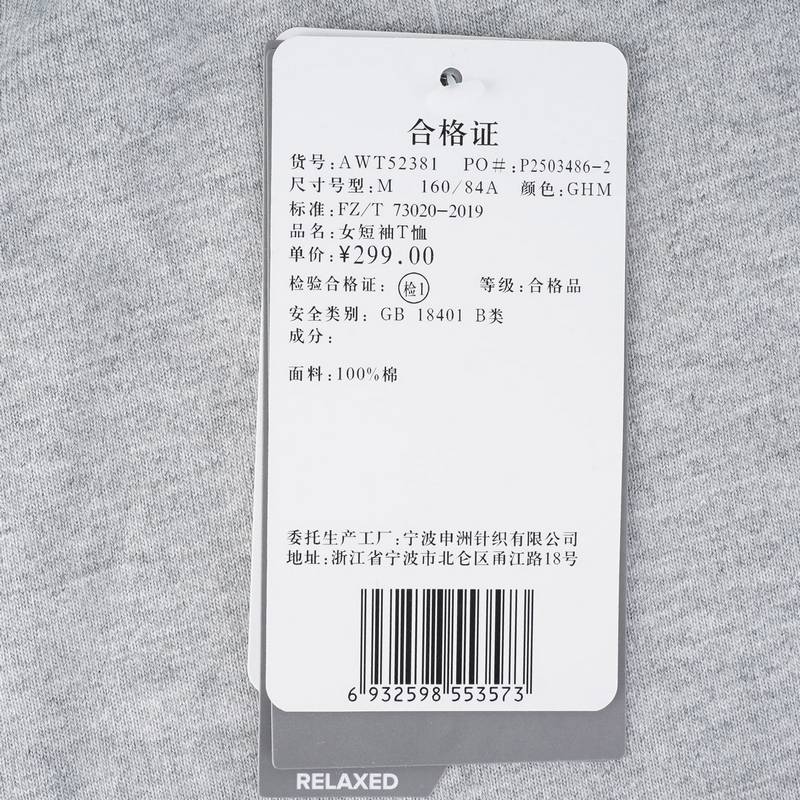 合格证
货号:AWT52381 PO#:P2503486-2
尺寸号型:M 160/84A 颜色:GHM
标准:FZ/T 73020-2019
品名:女短袖T恤
单价:¥299.00
检验合格证: 检1 等级:合格品
安全类别: GB 18401 B类
成分:
面料:100%棉
委托生产工厂:宁波申洲针织有限公司
地址:浙江省宁波市北仑区甬江路18号
6 932598 553573
RELAXED